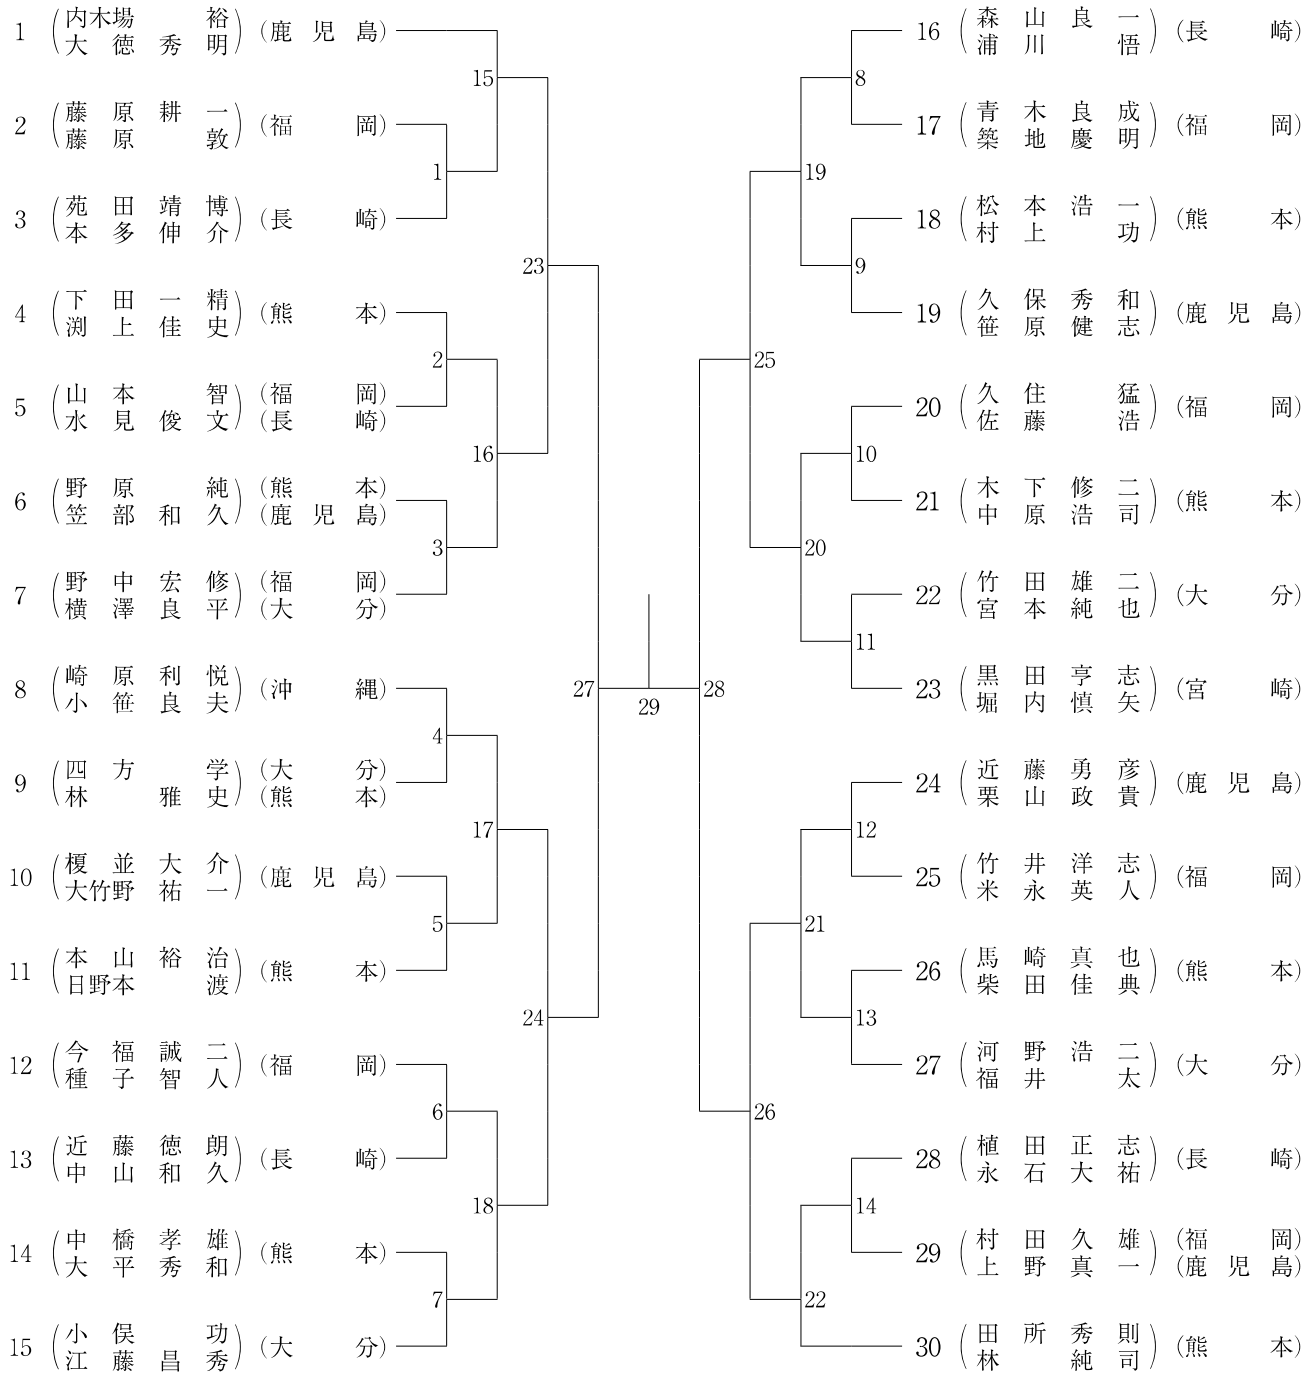 1 (内木場 裕 大徳秀明) (鹿児島)
2 (藤原耕一 藤原 敦) (福岡)
3 (苑田靖博 本多伸介) (長崎)
4 (下田一精 渕上佳史) (熊本)
5 (山本 智 水見俊文) (福岡) (長崎)
6 (野原 純 笠部和久) (熊本) (鹿児島)
7 (野中宏修 横澤良平) (福岡) (大分)
8 (崎原利悦 小笹良夫) (沖縄)
9 (四方 学 林 雅史) (大分) (熊本)
10 (榎並大介 大竹野祐一) (鹿児島)
11 (本山裕治 日野本 渡) (熊本)
12 (今福誠二 種子智人) (福岡)
13 (近藤徳朗 中山和久) (長崎)
14 (中橋孝雄 大平秀和) (熊本)
15 (小俣 功 江藤昌秀) (大分)
15
1
23
2
16
3
27
4
17
5
24
6
18
7
29
28
8
19
9
25
10
20
11
12
21
13
26
14
22
16 (森山良一 浦川 悟) (長崎)
17 (青木良成 築地慶明) (福岡)
18 (松本浩一 村上 功) (熊本)
19 (久保秀和 笹原健志) (鹿児島)
20 (久住 猛 佐藤 浩) (福岡)
21 (木下修二 中原浩司) (熊本)
22 (竹田雄二 宮本純也) (大分)
23 (黒田亨志 堀内慎矢) (宮崎)
24 (近藤勇彦 栗山政貴) (鹿児島)
25 (竹井洋志 米永英人) (福岡)
26 (馬崎真也 柴田佳典) (熊本)
27 (河野浩二 福井 太) (大分)
28 (植田正志 永石大祐) (長崎)
29 (村田久雄 上野真一) (福岡) (鹿児島)
30 (田所秀則 林 純司) (熊本)